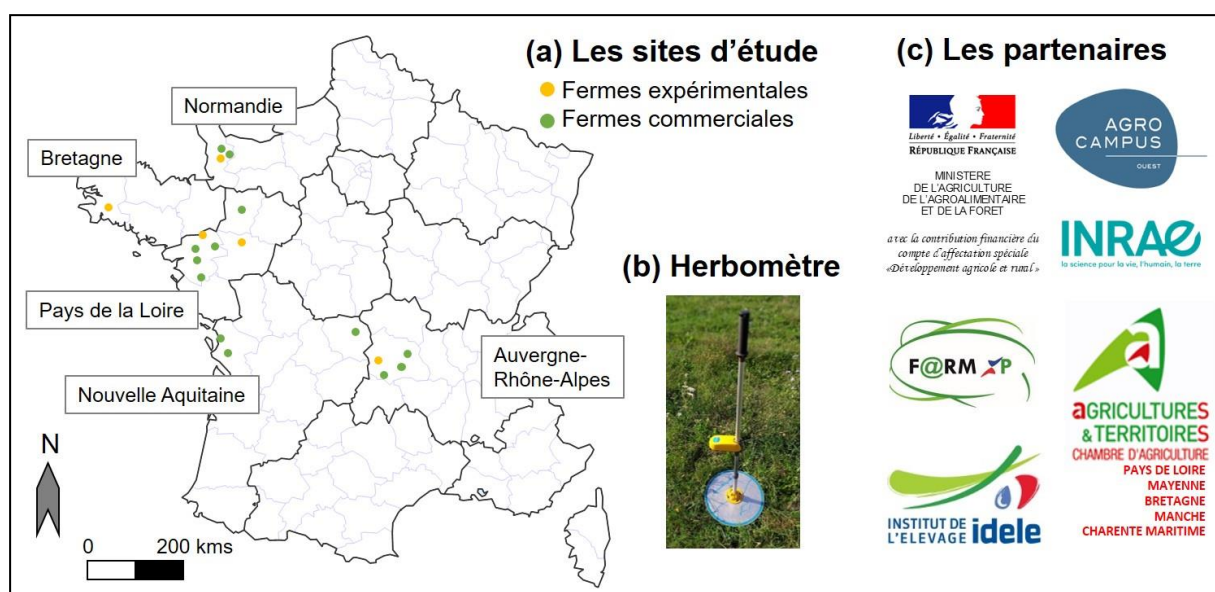 (a) Les sites d’étude
Fermes expérimentales
Fermes commerciales
Normandie
Bretagne
Pays de la Loire
Nouvelle Aquitaine
Auvergne-
Rhône-Alpes
N
0 200 kms
(b) Herbomètre
(c) Les partenaires
Liberté • Égalité • Fraternité
RÉPUBLIQUE FRANÇAISE
MINISTERE
DE L'AGRICULTURE
DE L'AGROALIMENTAIRE
ET DE LA FORET
avec la contribution financière du
compte d'affectation spéciale
«Développement agricole et rural»
AGRO
CAMPUS
OUEST
INRAE
la science pour la vie, l'humain, la terre
F@RM XP
INSTITUT DE
L'ELEVAGE idele
aGRICULTURES
& TERRITOIRES
CHAMBRE D'AGRICULTURE
PAYS DE LOIRE
MAYENNE
BRETAGNE
MANCHE
CHARENTE MARITIME